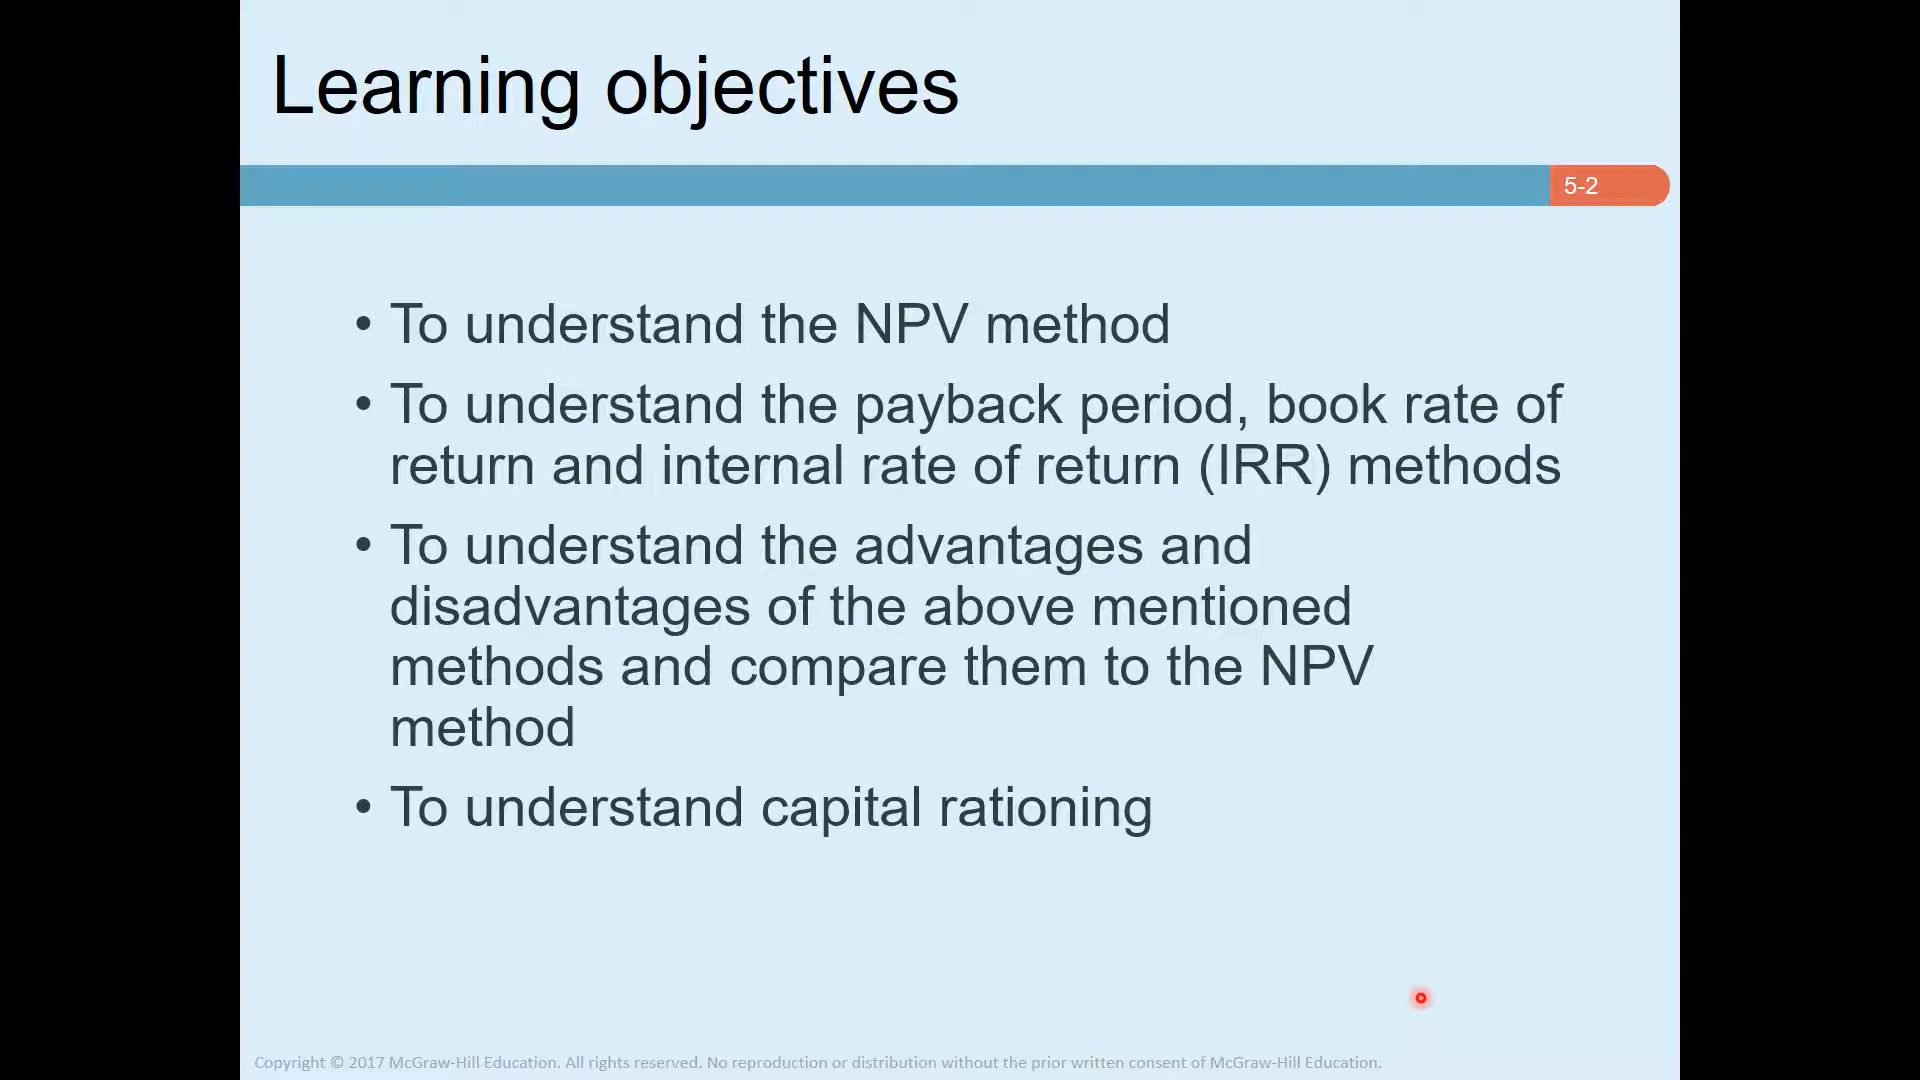 Learning objectives
5-2
• To understand the NPV method
• To understand the payback period, book rate of
return and internal rate of return (IRR) methods
• To understand the advantages and
disadvantages of the above mentioned
methods and compare them to the NPV
method
• To understand capital rationing
Copyright © 2017 McGraw-Hill Education. All rights reserved. No reproduction or distribution without the prior written consent of McGraw-Hill Education.